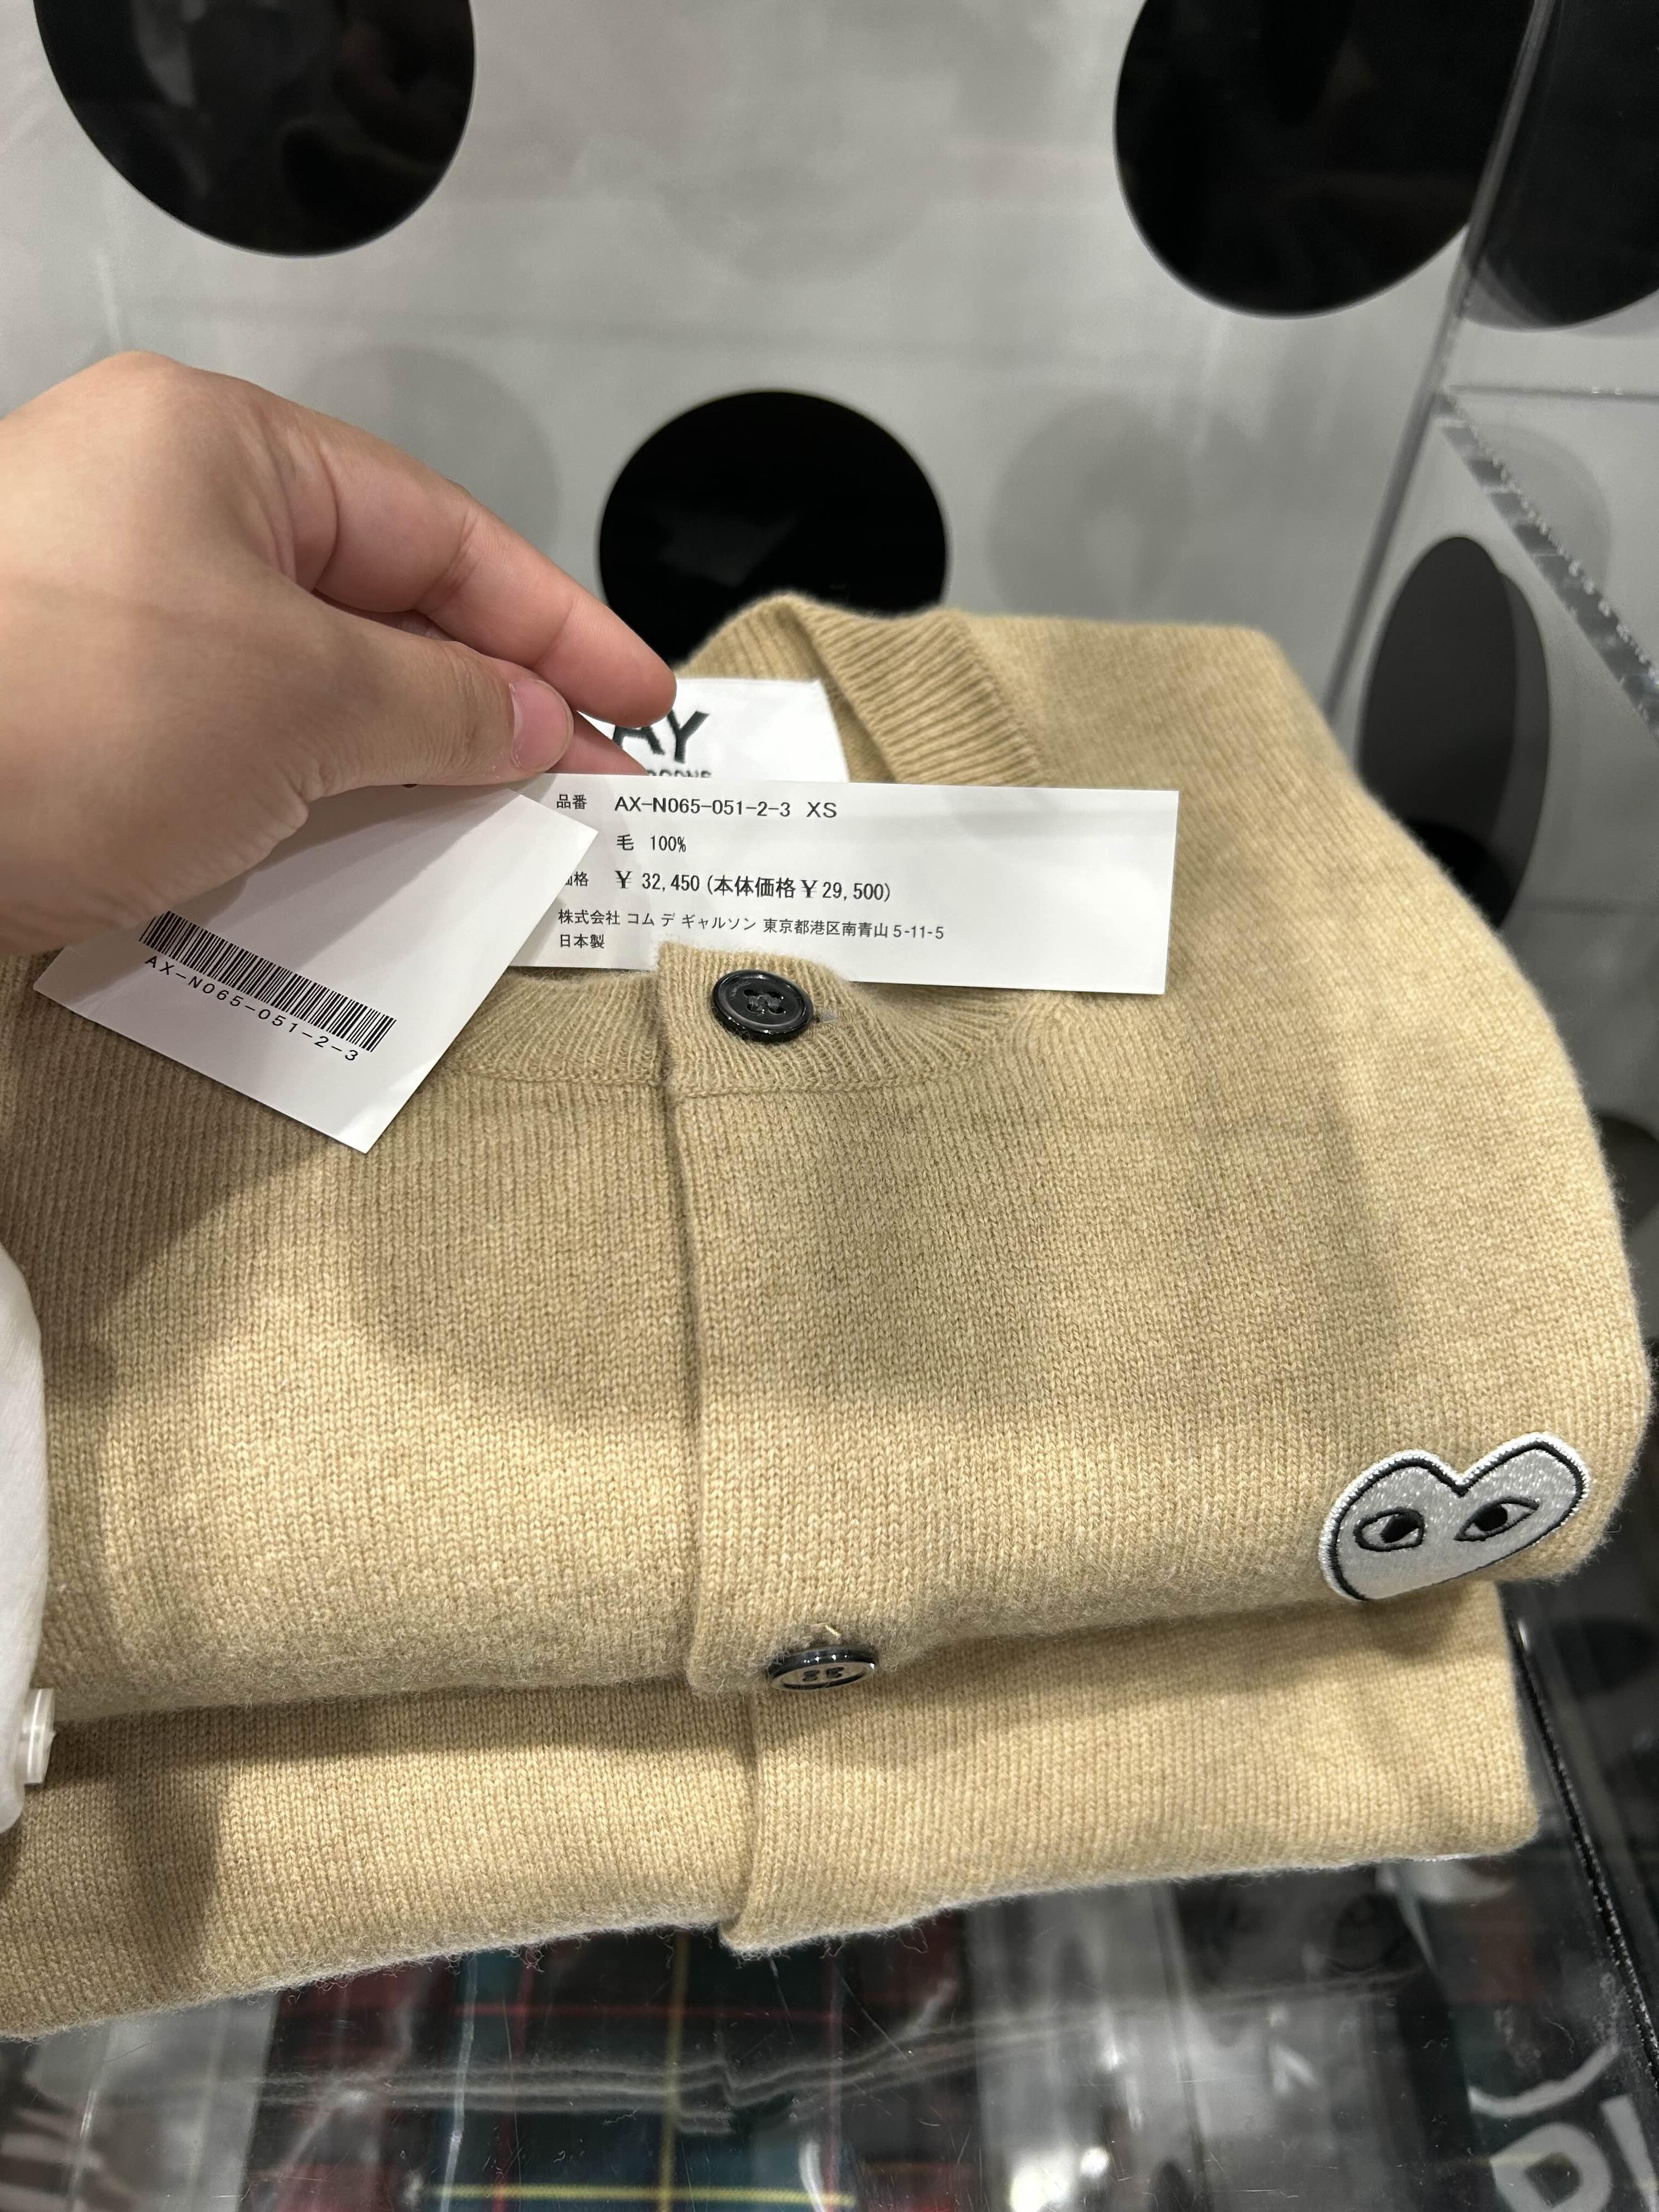 AY
品番 AX-N065-051-2-3 XS
毛 100%
価格 ¥ 32,450 (本体価格¥29,500)
株式会社 コム デ ギャルソン 東京都港区南青山 5-11-5
日本製
AX-N065-051-2-3